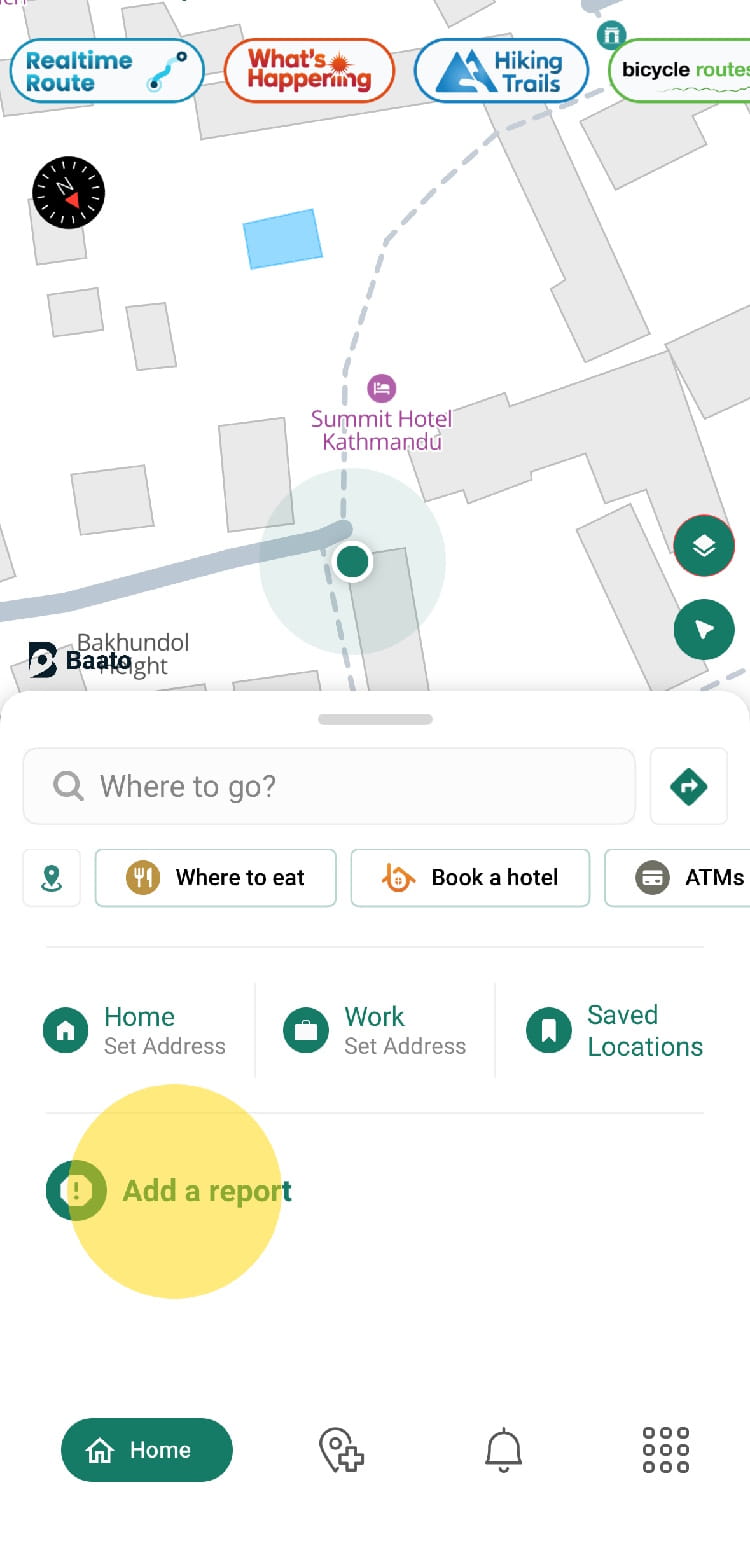 Realtime
Route
What's
Happening
Hiking
Trails
bicycle routes
N
Summit Hotel
Kathmandu
Bakhundol
Height
Baato
Where to go?
Where to eat
Book a hotel
ATMs
Home
Set Address
Work
Set Address
Saved
Locations
Add a report
Home